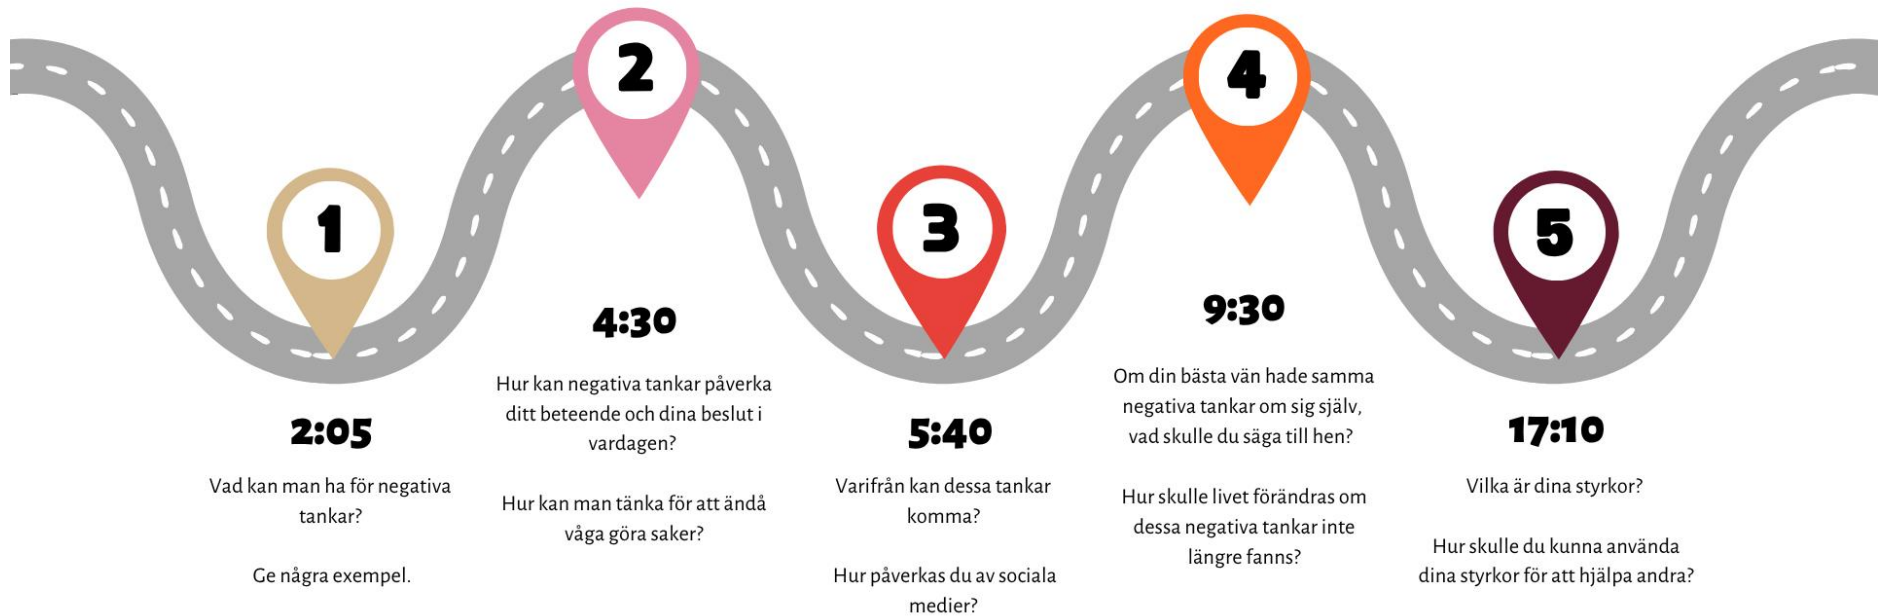 1
2:05
Vad kan man ha för negativa
tankar?
Ge några exempel.
2
4:30
Hur kan negativa tankar påverka
ditt beteende och dina beslut i
vardagen?
Hur kan man tänka för att ändå
våga göra saker?
3
5:40
Varifrån kan dessa tankar
komma?
Hur påverkas du av sociala
medier?
4
9:30
Om din bästa vän hade samma
negativa tankar om sig själv,
vad skulle du säga till hen?
Hur skulle livet förändras om
dessa negativa tankar inte
längre fanns?
5
17:10
Vilka är dina styrkor?
Hur skulle du kunna använda
dina styrkor för att hjälpa andra?